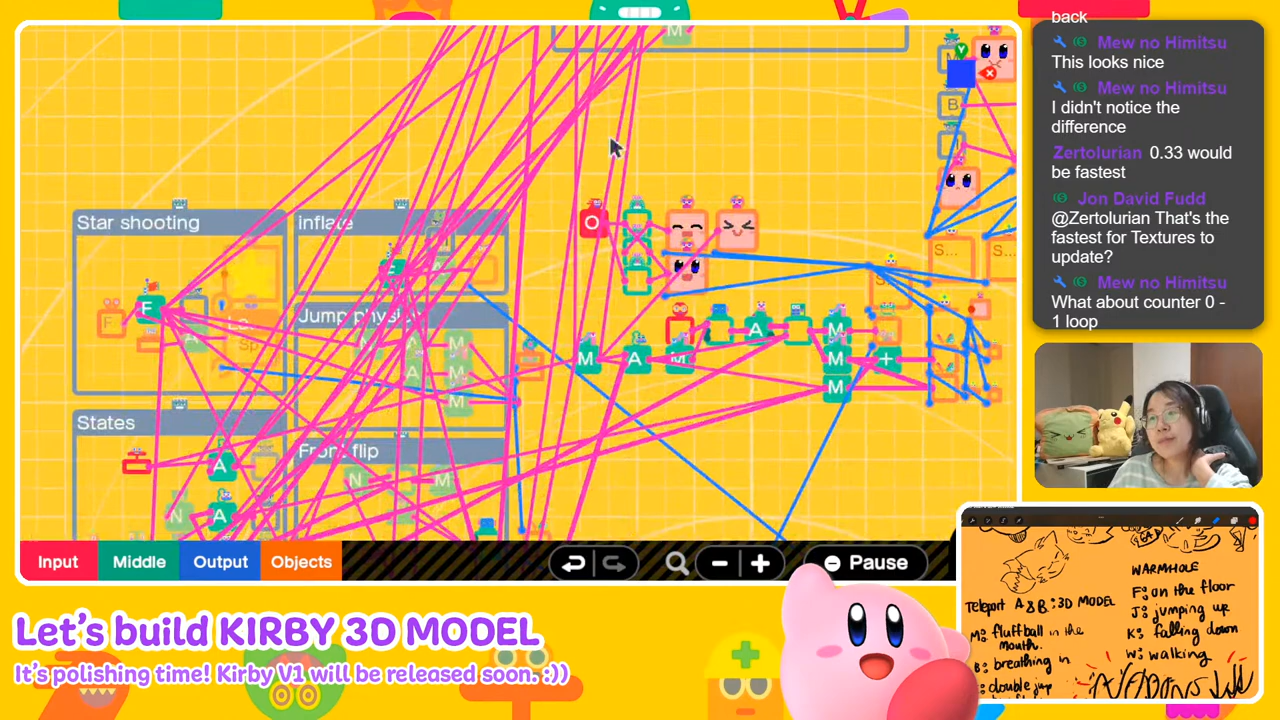 M
Star shooting
inflate
F
F
E
A
Jump physi
M
M
A
M
States
A
N
A
Front flip
N
M
O
M
A
M
A
M
M
+
M
Y
B
S...
S...
Input
Middle
Output
Objects
Pause
back
Mew no Himitsu
This looks nice
Mew no Himitsu
I didn't notice the
difference
Zertolurian 0.33 would
be fastest
Jon David Fudd
@Zertolurian That's the
fastest for Textures to
update?
Mew no Himitsu
What about counter 0 -
1 loop
Teleport A & B: 3D MODEL
M: fluffball in the
mouth.
B: breathing in
: double jump
WARMHOLE
F: on the floor
J: jumping up
K: falling down
W: walking
Let's build KIRBY 3D MODEL
It's polishing time! Kirby V1 will be released soon. :))